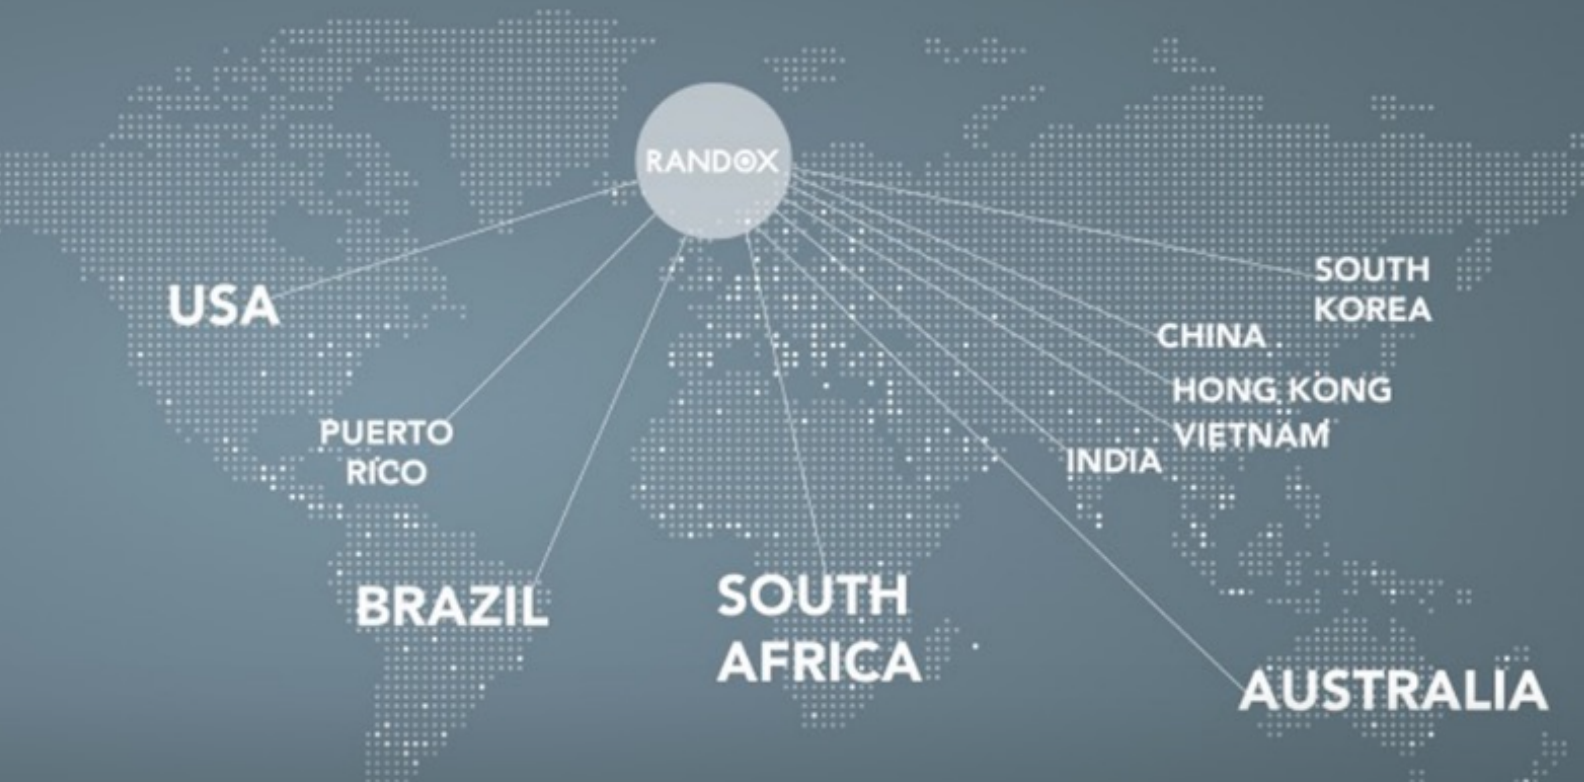 RANDOX
USA
PUERTO
RICO
BRAZIL
SOUTH
AFRICA
SOUTH
KOREA
CHINA
HONG KONG
VIETNAM
INDIA
AUSTRALIA